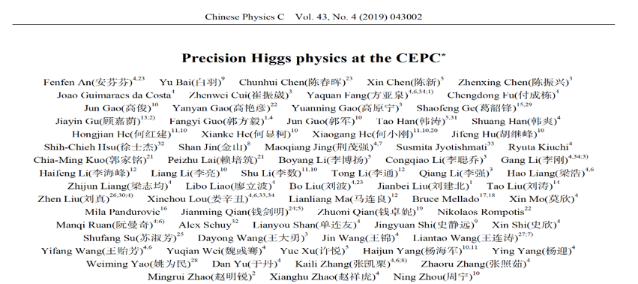 Chinese Physics C Vol. 43, No. 4 (2019) 043002
Precision Higgs physics at the CEPC*
Fenfen An(安芬芬)4,23 Yu Bai(白羽)9 Chunhui Chen(陈春晖)23 Xin Chen(陈新)5 Zhenxing Chen(陈振兴)3
Joao Guimaraes da Costa4 Zhenwei Cui(崔振崴)3 Yaquan Fang(方亚泉)4,6,34;1) Chengdong Fu(付成栋)4
Jun Gao(高俊)10 Yanyan Gao(高艳彦)22 Yuanning Gao(高原宁)3 Shaofeng Ge(葛韶锋)15,29
Jiayin Gu(顾嘉荫)13;2) Fangyi Guo(郭方毅)1,4 Jun Guo(郭军)10 Tao Han(韩涛)5,31 Shuang Han(韩爽)4
Hongjian He(何红建)11,10 Xianke He(何显柯)10 Xiaogang He(何小刚)11,10,20 Jifeng Hu(胡继峰)10
Shih-Chieh Hsu(徐士杰)32 Shan Jin(金山)8 Maoqiang Jing(荆茂强)4,7 Susmita Jyotishmati33 Ryuta Kiuchi4
Chia-Ming Kuo(郭家铭)21 Peizhu Lai(赖培筑)21 Boyang Li(李博扬)5 Congqiao Li(李聪乔)3 Gang Li(李刚)4,34;3)
Haifeng Li(李海峰)12 Liang Li(李亮)10 Shu Li(李数)11,10 Tong Li(李通)12 Qiang Li(李强)3 Hao Liang(梁浩)4,6
Zhijun Liang(梁志均)4 Libo Liao(廖立波)4 Bo Liu(刘波)4,23 Jianbei Liu(刘建北)1 Tao Liu(刘涛)14
Zhen Liu(刘真)26,30;4) Xinchou Lou(娄辛丑)4,6,33,34 Lianliang Ma(马连良)12 Bruce Mellado17,18 Xin Mo(莫欣)4
Mila Pandurovic16 Jianming Qian(钱剑明)24;5) Zhuoni Qian(钱卓妮)19 Nikolaos Rompotis22
Manqi Ruan(阮曼奇)4;6) Alex Schuy32 Lianyou Shan(单连友)4 Jingyuan Shi(史静远)9 Xin Shi(史欣)4
Shufang Su(苏淑芳)25 Dayong Wang(王大勇)3 Jin Wang(王锦)4 Liantao Wang(王连涛)27;7)
Yifang Wang(王贻芳)4,6 Yuqian Wei(魏彧骞)4 Yue Xu(许悦)5 Haijun Yang(杨海军)10,11 Ying Yang(杨迎)4
Weiming Yao(姚为民)28 Dan Yu(于丹)4 Kaili Zhang(张凯栗)4,6;8) Zhaoru Zhang(张照茹)4
Mingrui Zhao(赵明锐)2 Xianghu Zhao(赵祥虎)4 Ning Zhou(周宁)10